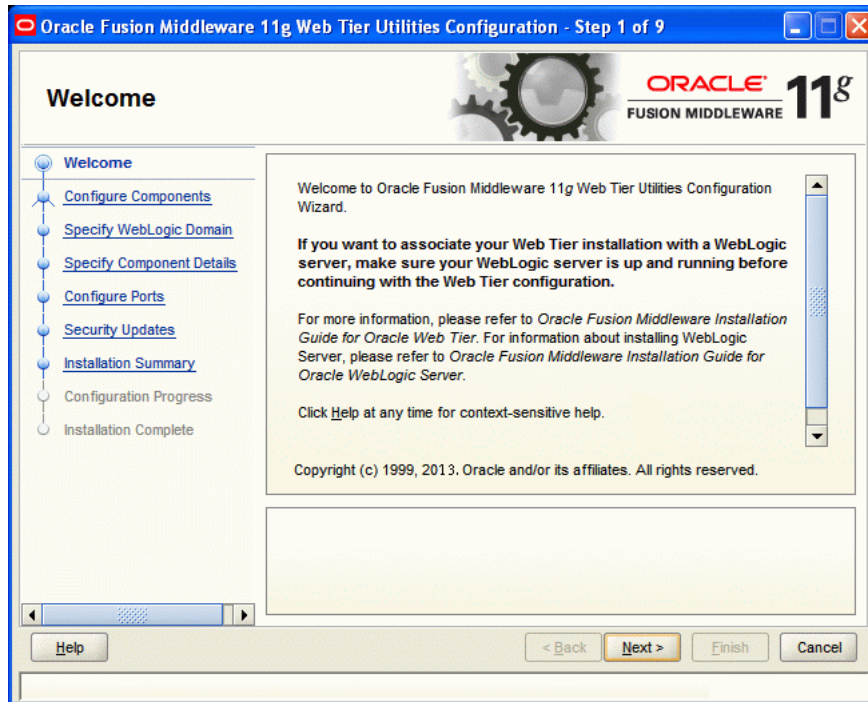 Oracle Fusion Middleware 11g Web Tier Utilities Configuration - Step 1 of 9
Welcome
ORACLE
FUSION MIDDLEWARE
11g
Welcome
Configure Components
Specify WebLogic Domain
Specify Component Details
Configure Ports
Security Updates
Installation Summary
Configuration Progress
Installation Complete
Welcome to Oracle Fusion Middleware 11g Web Tier Utilities Configuration
Wizard.
If you want to associate your Web Tier installation with a WebLogic
server, make sure your WebLogic server is up and running before
continuing with the Web Tier configuration.
For more information, please refer to Oracle Fusion Middleware Installation
Guide for Oracle Web Tier. For information about installing WebLogic
Server, please refer to Oracle Fusion Middleware Installation Guide for
Oracle WebLogic Server.
Click Help at any time for context-sensitive help.
Copyright (c) 1999, 2013. Oracle and/or its affiliates. All rights reserved.
Help
< Back
Next >
Finish
Cancel